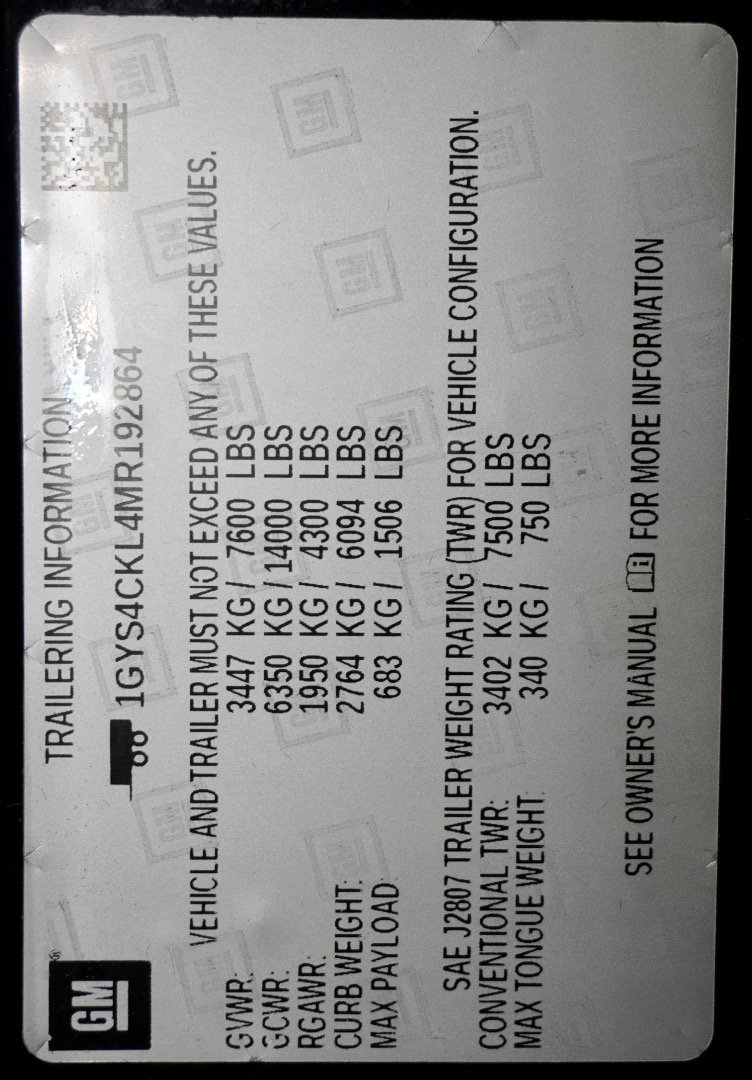 GM
TRAILERING INFORMATION
1GYS4CKL4MR192864
VEHICLE AND TRAILER MUST NOT EXCEED ANY OF THESE VALUES.
GVWR: 3447 KG / 7600 LBS
GCWR: 6350 KG / 14000 LBS
RGAWR: 1950 KG / 4300 LBS
CURB WEIGHT: 2764 KG / 6094 LBS
MAX PAYLOAD: 683 KG / 1506 LBS
SAE J2807 TRAILER WEIGHT RATING (TWR) FOR VEHICLE CONFIGURATION.
CONVENTIONAL TWR: 3402 KG / 7500 LBS
MAX TONGUE WEIGHT: 340 KG / 750 LBS
SEE OWNER'S MANUAL FOR MORE INFORMATION